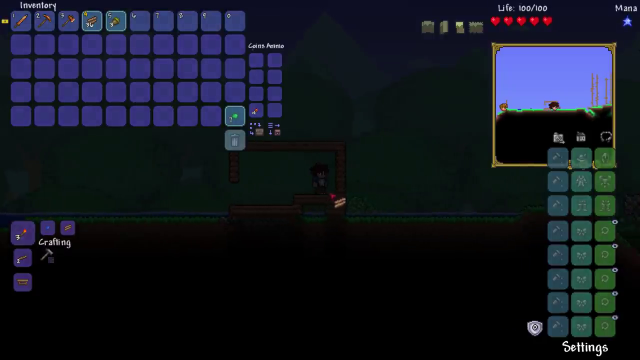 Inventory
Life: 100/100
Mana
Coins Ammo
Crafting
Settings